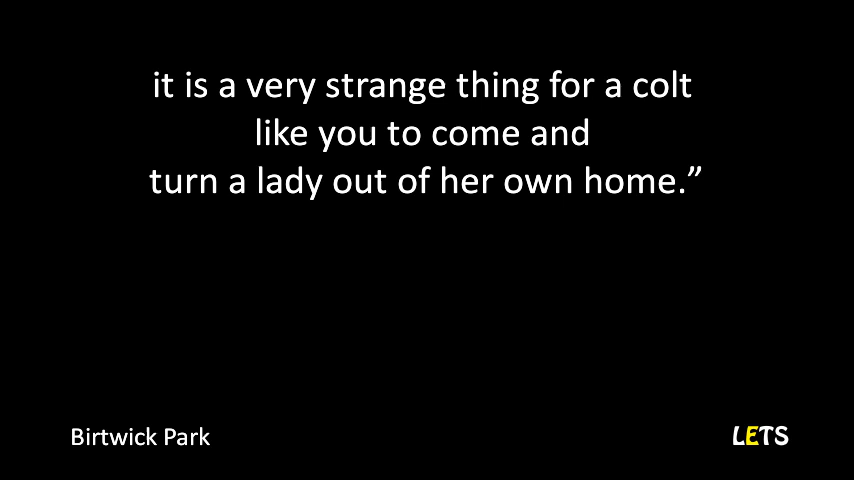 it is a very strange thing for a colt
like you to come and
turn a lady out of her own home.”
Birtwick Park
LETS